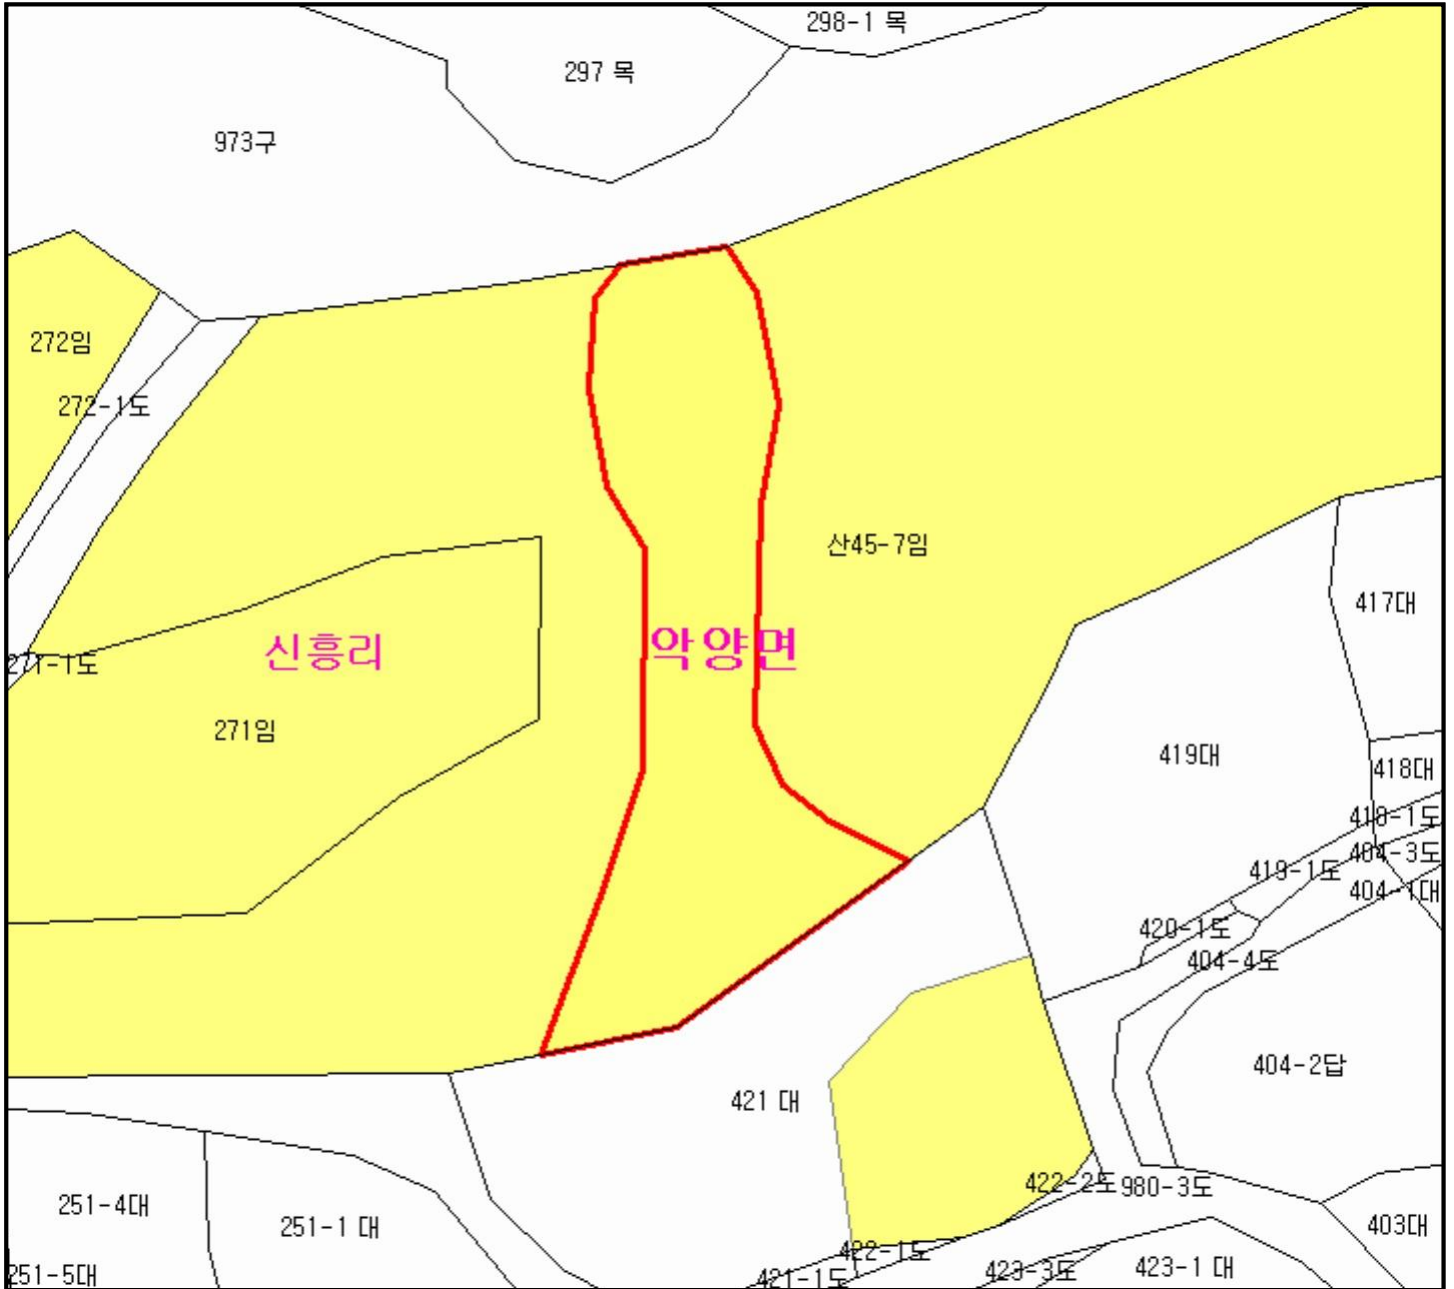 298-1 목
297 목
973구
272임
272-1도
산45-7임
417대
신흥리
악양면
271-1도
271임
419대
418대
418-1도
404-3도
419-1도
404-1대
420-1도
404-4도
404-2답
421 대
422-2도
980-3도
251-4대
251-1 대
403대
422-1도
423-1 대
423-3도
251-5대
421-1도